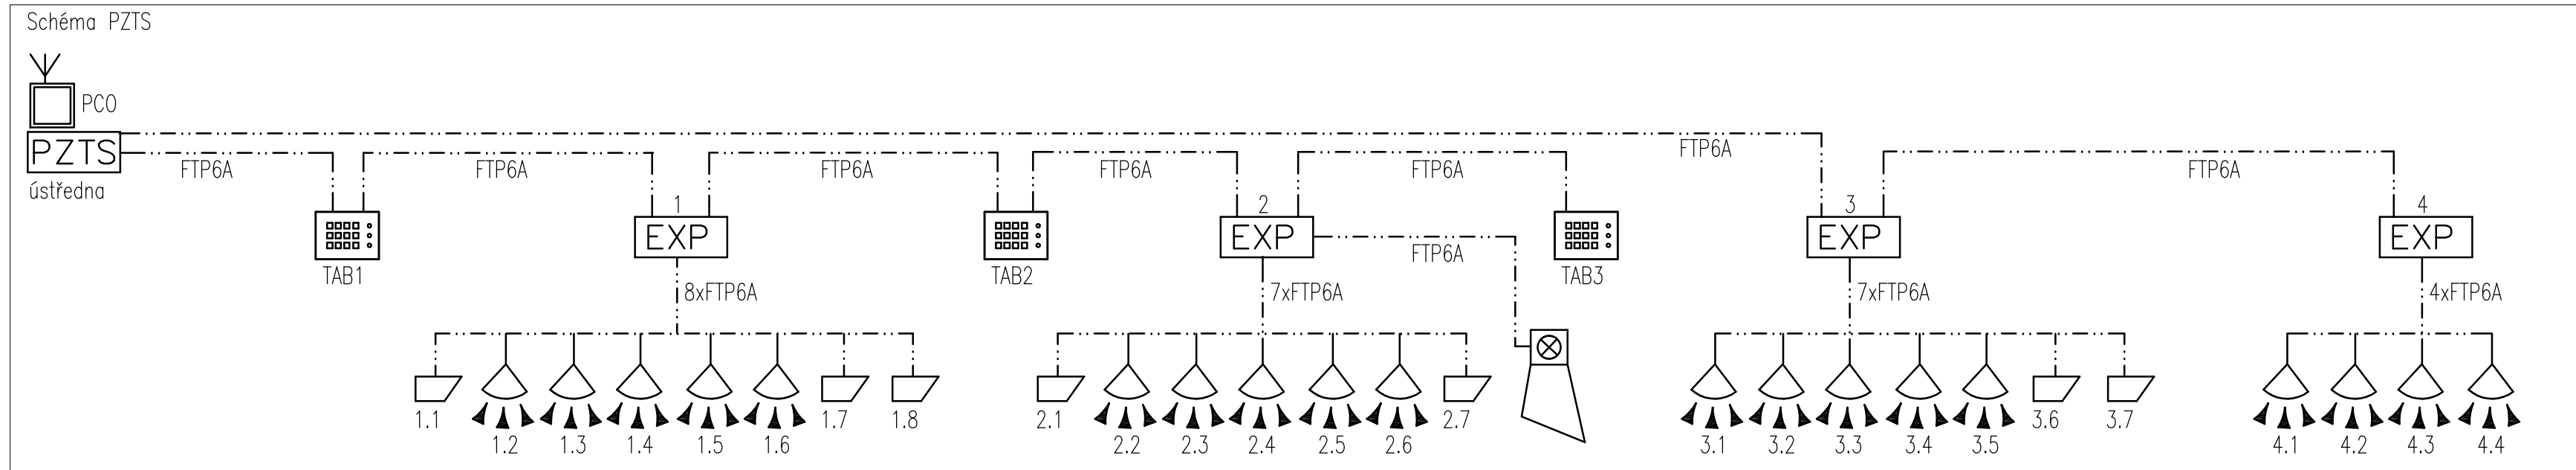 Schéma PZTS
PCO
PZTS
ústředna
FTP6A
FTP6A
FTP6A
FTP6A
FTP6A
FTP6A
FTP6A
1
2
3
4
EXP
EXP
EXP
EXP
FTP6A
TAB1
TAB2
TAB3
8xFTP6A
7xFTP6A
7xFTP6A
4xFTP6A
1.1
1.2
1.3
1.4
1.5
1.6
1.7
1.8
2.1
2.2
2.3
2.4
2.5
2.6
2.7
3.1
3.2
3.3
3.4
3.5
3.6
3.7
4.1
4.2
4.3
4.4